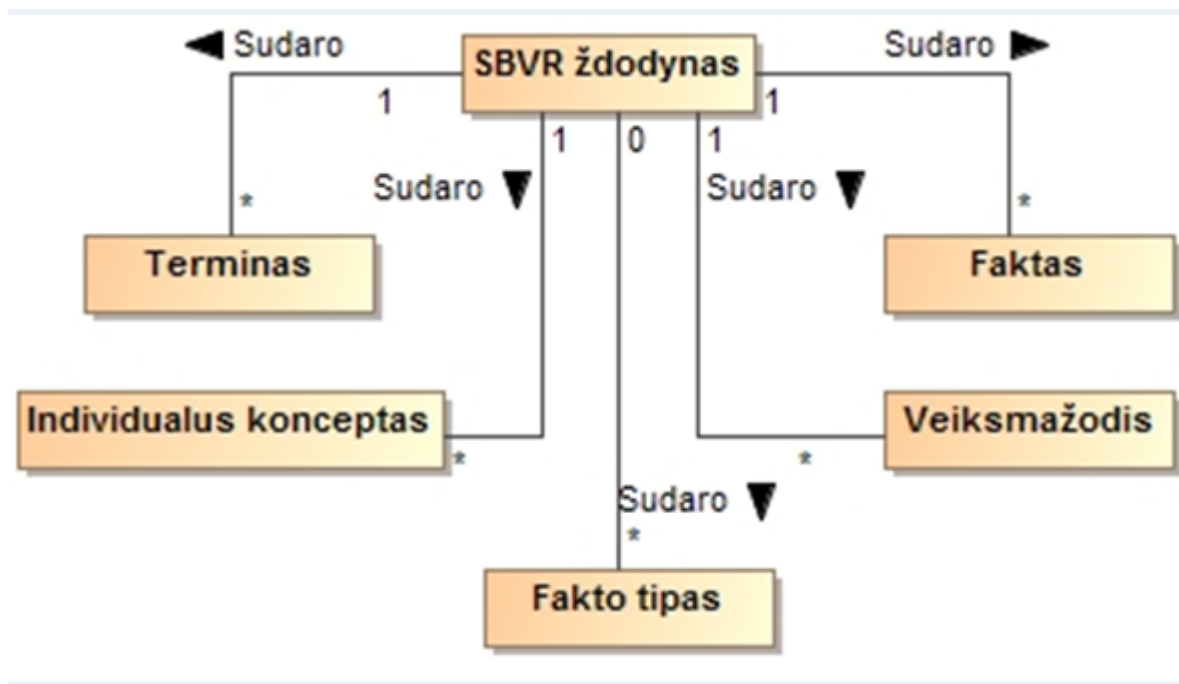 Sudaro
SBVR ždodynas
Sudaro
1
1
1
0
1
Sudaro
Sudaro
*
*
Terminas
Faktas
Individualus konceptas
Veiksmažodis
*
*
Sudaro
*
Fakto tipas